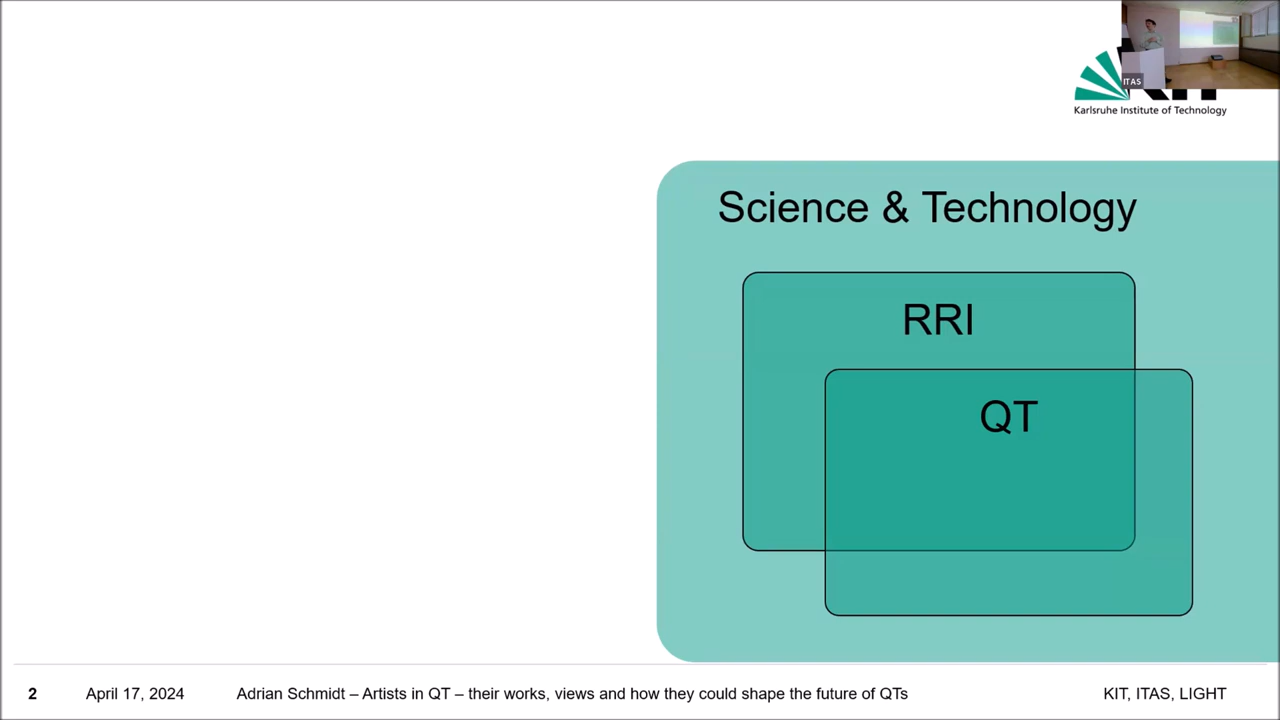 ITAS
Karlsruhe Institute of Technology
Science & Technology
RRI
QT
2 April 17, 2024 Adrian Schmidt – Artists in QT – their works, views and how they could shape the future of QTs KIT, ITAS, LIGHT